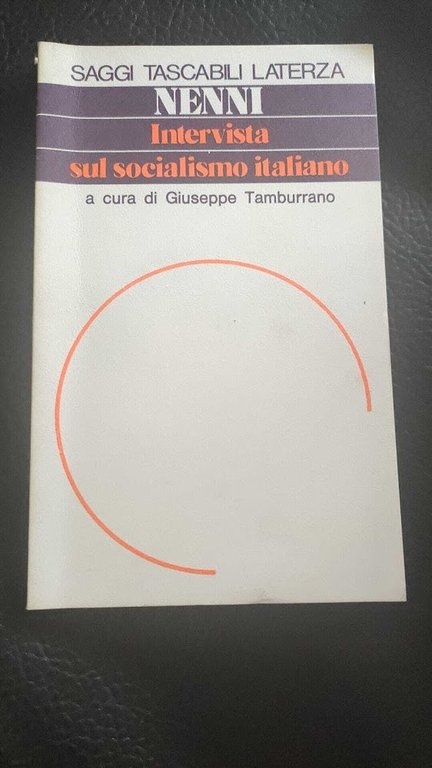 SAGGI TASCABILI LATERZA
NENNI
Intervista
sul socialismo italiano
a cura di Giuseppe Tamburrano